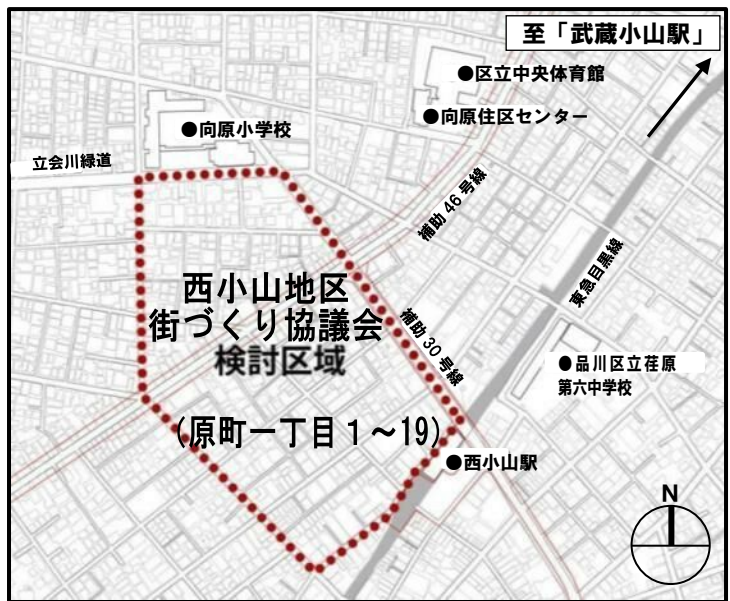 至「武蔵小山駅」
●区立中央体育館
●向原住区センター
●向原小学校
立会川緑道
補助 46 号線
東急目黒線
西小山地区
街づくり協議会
検討区域
補助 30 号線
●品川区立荏原
第六中学校
(原町一丁目１～19)
●西小山駅
N